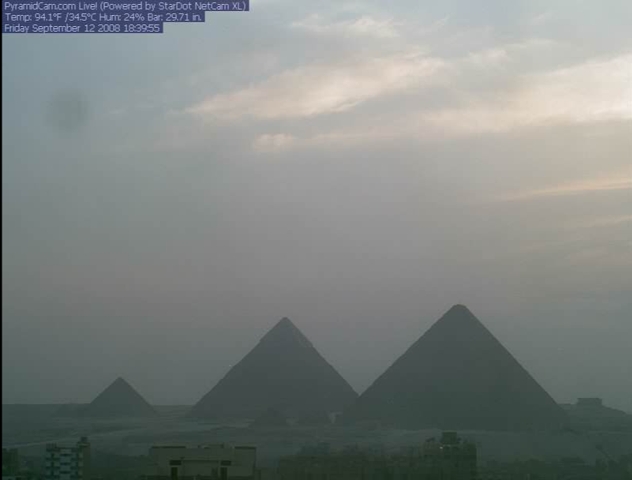 PyramidCam.com Live! (Powered by StarDot NetCam XL)
Temp: 94.1°F /34.5°C Hum: 24% Bar: 29.71 in.
Friday September 12 2008 18:39:55